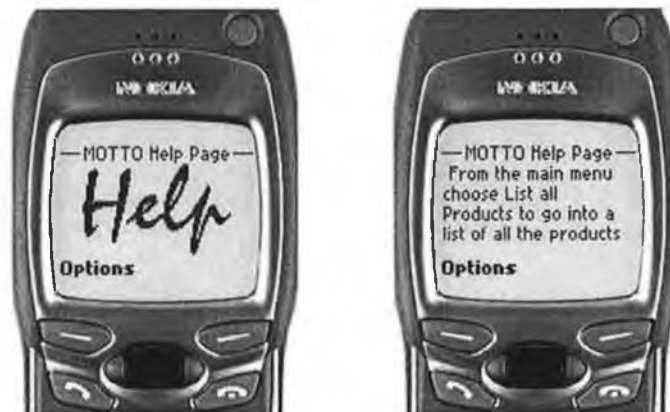 NOKIA
MOTTO Help Page
Help
Options
NOKIA
MOTTO Help Page
From the main menu
choose List all
Products to go into a
list of all the products
Options